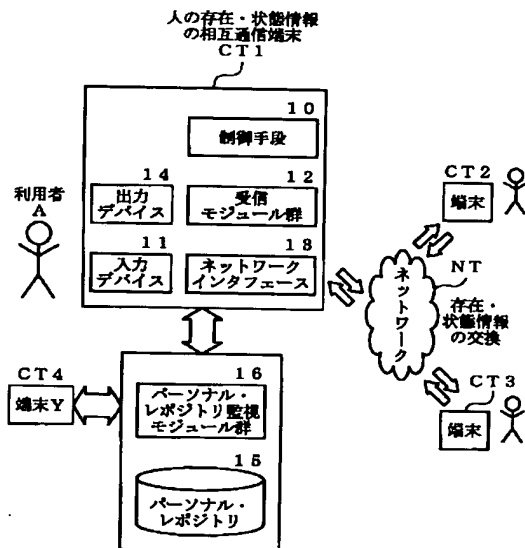 人の存在・状態情報
の相互通信端末
CT1
10
制御手段
14
出力
デバイス
12
受信
モジュール群
利用者
A
11
入力
デバイス
13
ネットワーク
インタフェース
CT2
端末
NT
ネットワーク
存在・
状態情報
の交換
CT3
端末
CT4
端末Y
16
パーソナル・
レポジトリ監視
モジュール群
15
パーソナル・
レポジトリ